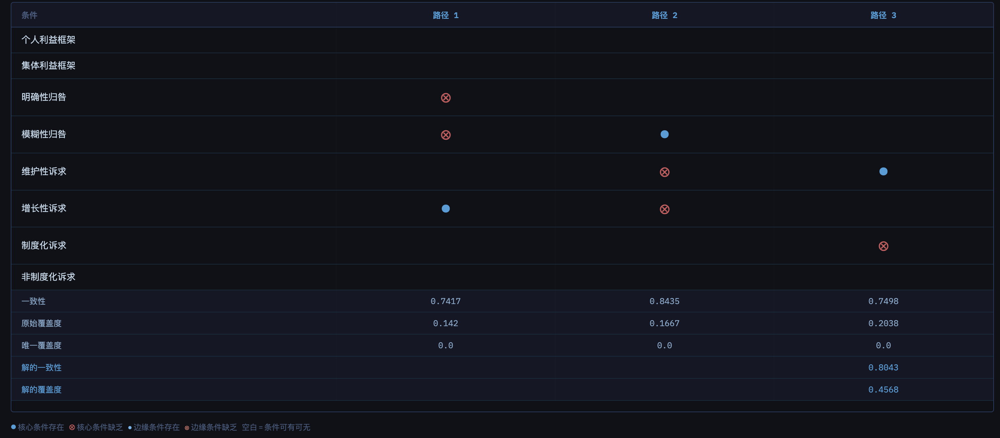 条件 路径 1 路径 2 路径 3
个人利益框架
集体利益框架
明确性归咎 ⊗
模糊性归咎 ⊗ ●
维护性诉求 ⊗ ●
增长性诉求 ● ⊗
制度化诉求 ⊗
非制度化诉求
一致性 0.7417 0.8435 0.7498
原始覆盖度 0.142 0.1667 0.2038
唯一覆盖度 0.0 0.0 0.0
解的一致性 0.8043
解的覆盖度 0.4568
● 核心条件存在 ⊗ 核心条件缺乏 ● 边缘条件存在 ⊗ 边缘条件缺乏 空白 = 条件可有可无